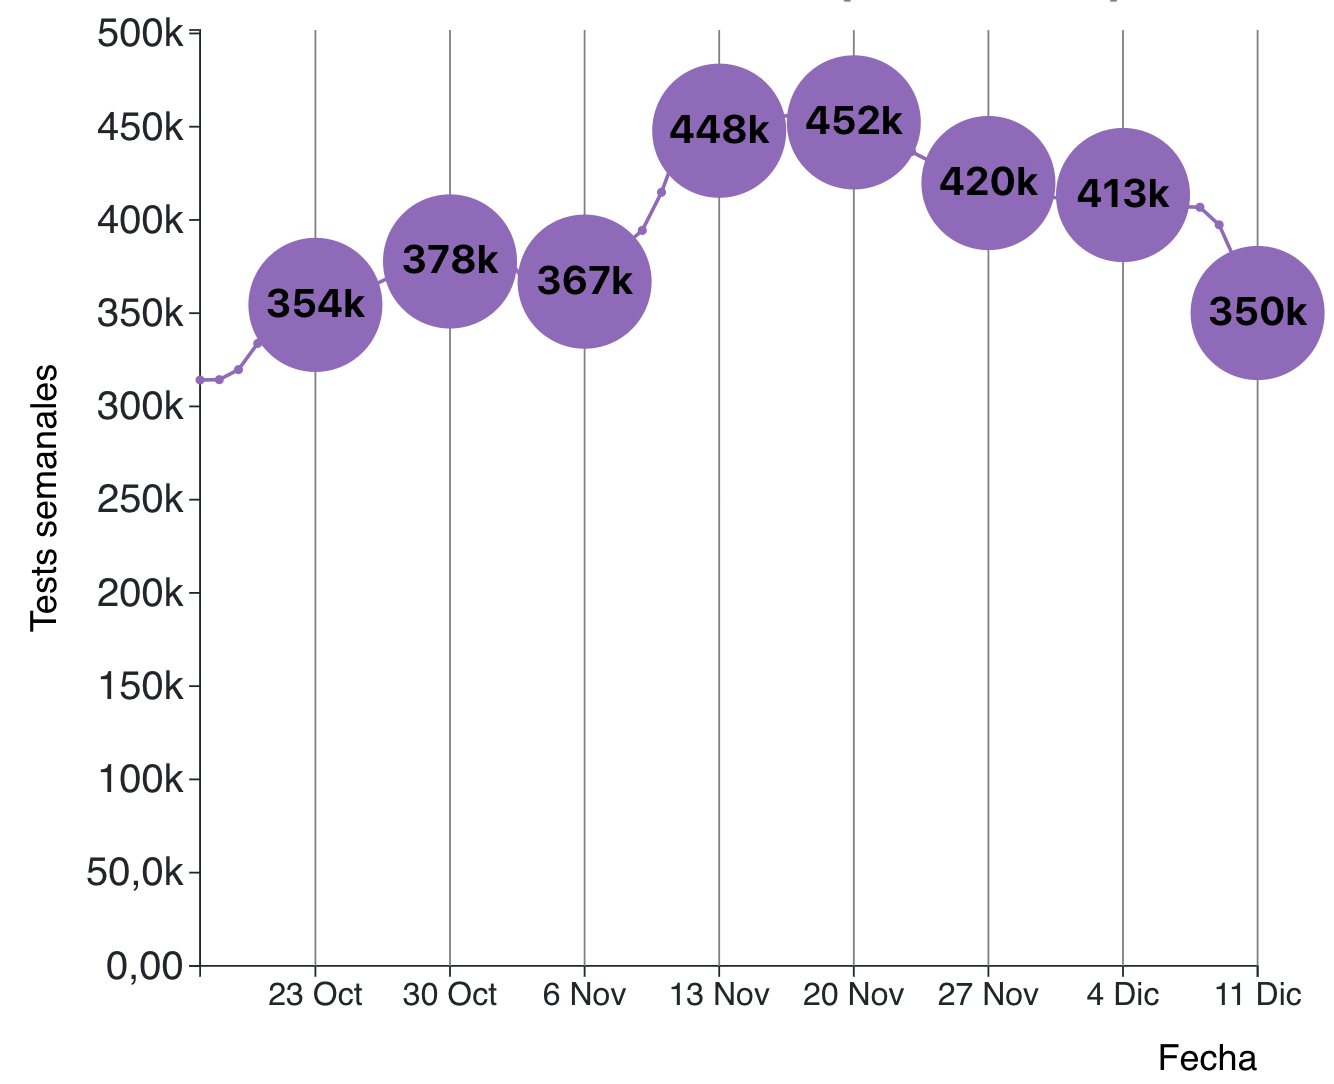 500k
450k
400k
350k
300k
250k
200k
150k
100k
50,0k
0,00
Tests semanales
354k
378k
367k
448k
452k
420k
413k
350k
23 Oct
30 Oct
6 Nov
13 Nov
20 Nov
27 Nov
4 Dic
11 Dic
Fecha